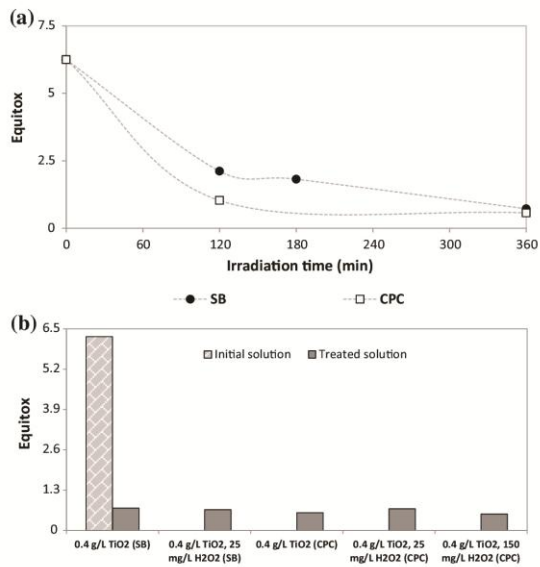 (a)
7.5
5
2.5
0
Equitox
0 60 120 180 240 300 360
Irradiation time (min)
SB CPC
(b)
6.5
5.2
3.9
2.6
1.3
0
Equitox
Initial solution Treated solution
0.4 g/L TiO2 (SB)
0.4 g/L TiO2, 25
mg/L H2O2 (SB)
0.4 g/L TiO2 (CPC)
0.4 g/L TiO2, 25
mg/L H2O2 (CPC)
0.4 g/L TiO2, 150
mg/L H2O2 (CPC)